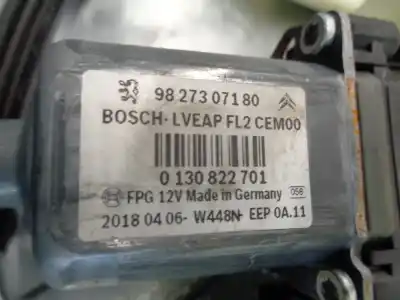 98 273 071 80
BOSCH- LVEAP FL2 CEM00
0 130 822 701
FPG 12V Made in Germany 058
2018 04 06- W448N- EEP 0A.11